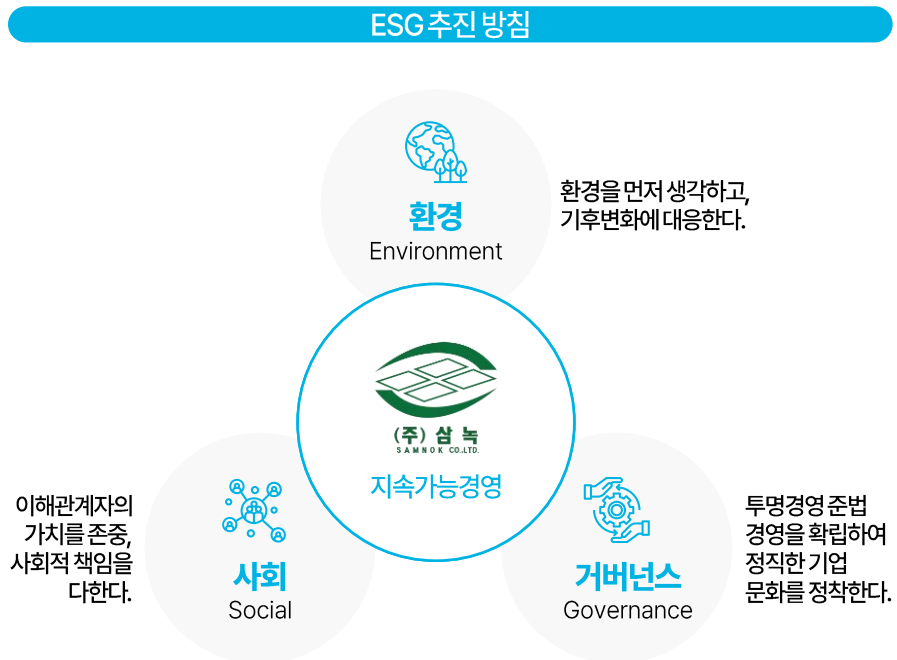 ESG 추진 방침
환경
Environment
환경을 먼저 생각하고,
기후변화에 대응한다.
(주) 삼 녹
SAMNOK CO.,LTD.
지속가능경영
이해관계자의
가치를 존중,
사회적 책임을
다한다.
사회
Social
거버넌스
Governance
투명경영 준법
경영을 확립하여
정직한 기업
문화를 정착한다.